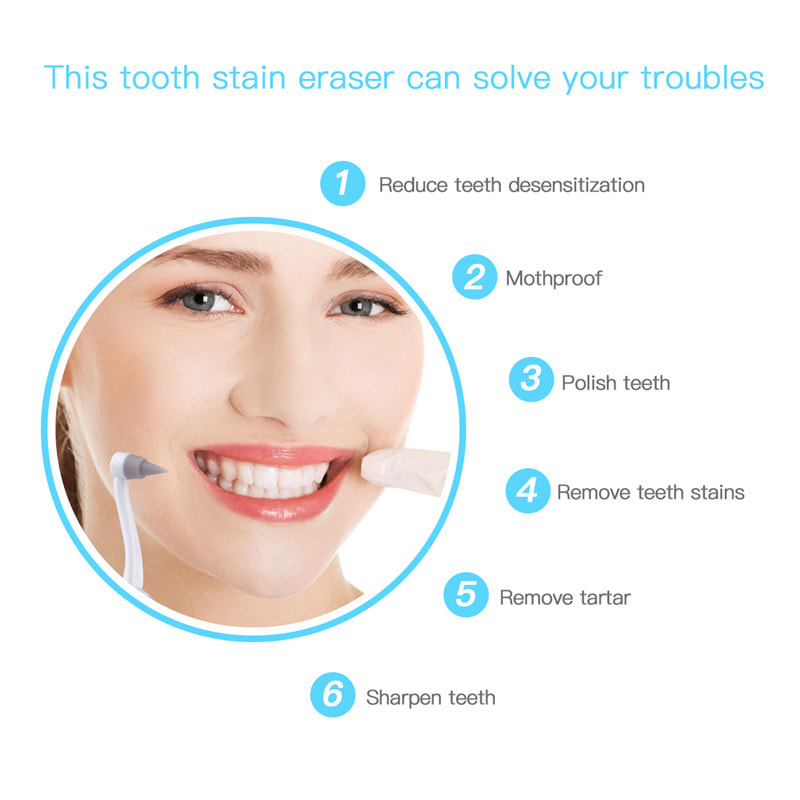 This tooth stain eraser can solve your troubles
1 Reduce teeth desensitization
2 Mothproof
3 Polish teeth
4 Remove teeth stains
5 Remove tartar
6 Sharpen teeth